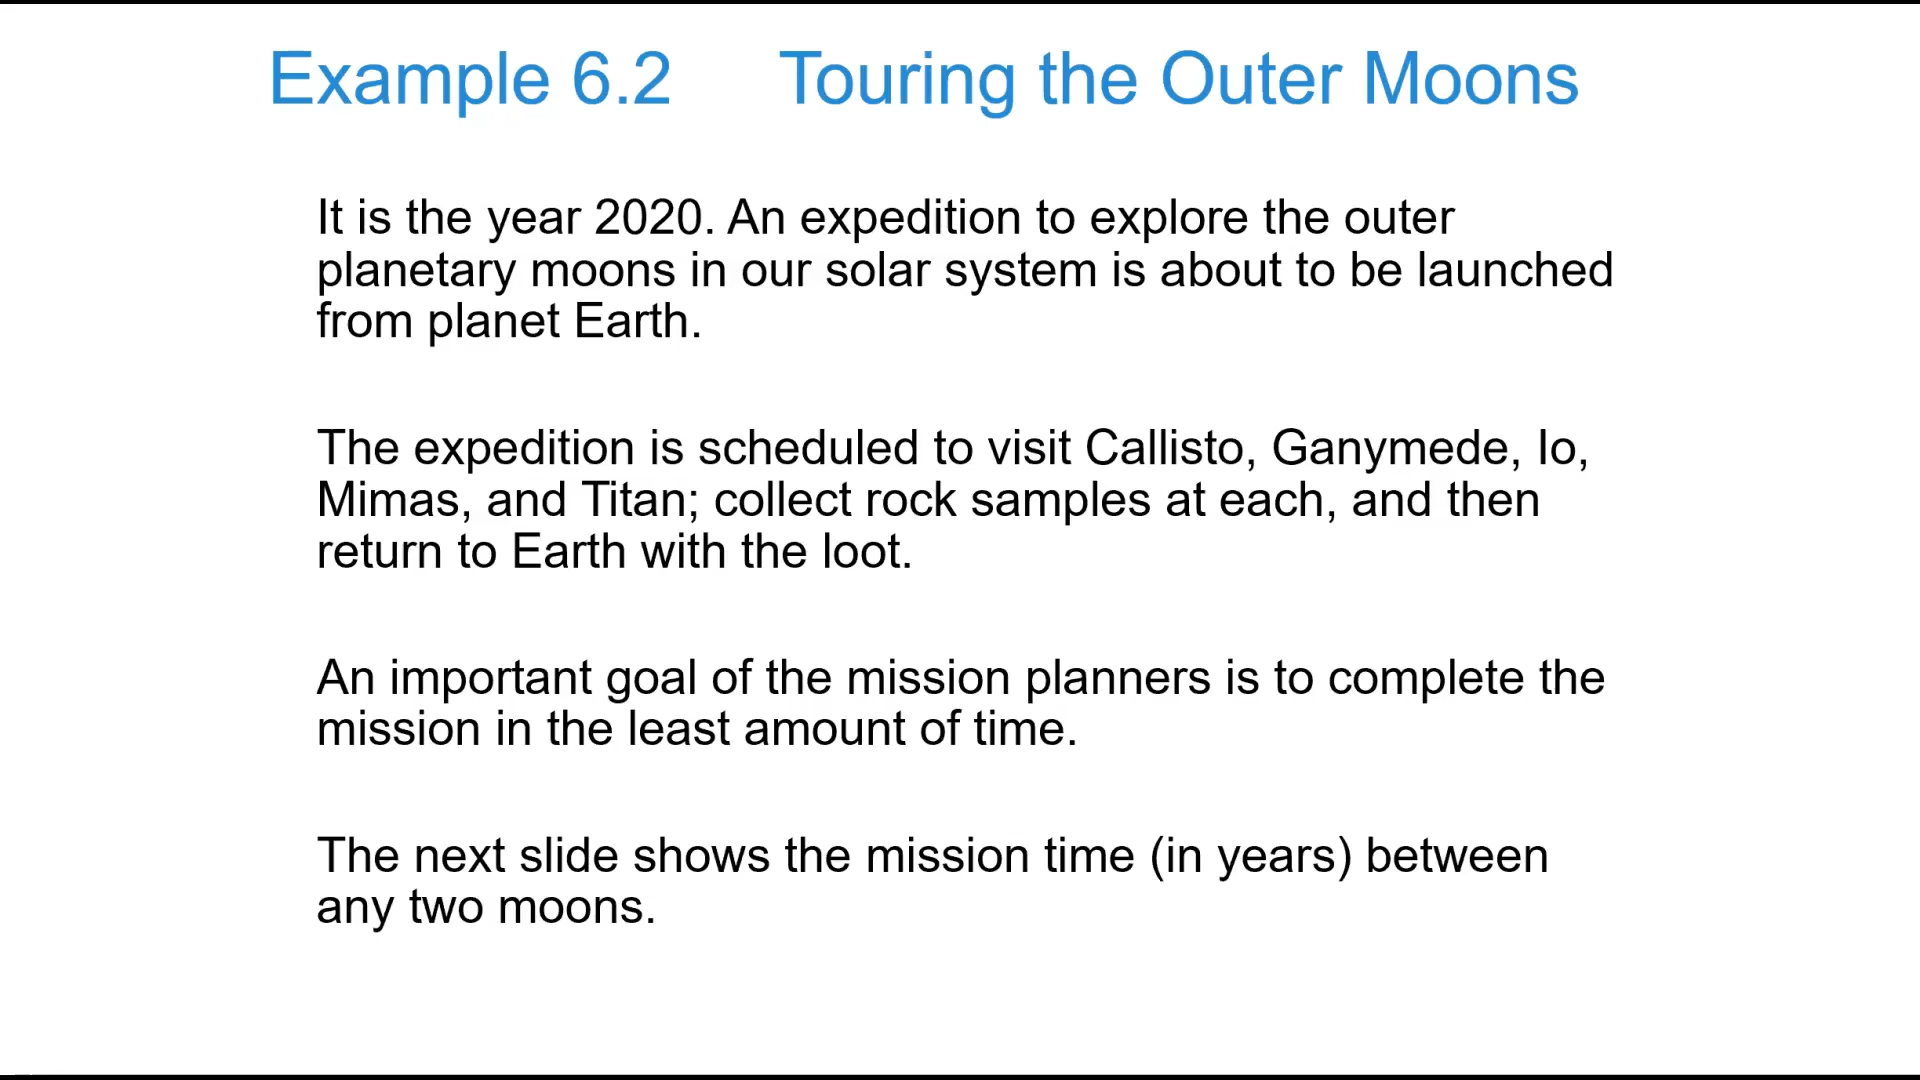 Example 6.2 Touring the Outer Moons
It is the year 2020. An expedition to explore the outer
planetary moons in our solar system is about to be launched
from planet Earth.
The expedition is scheduled to visit Callisto, Ganymede, Io,
Mimas, and Titan; collect rock samples at each, and then
return to Earth with the loot.
An important goal of the mission planners is to complete the
mission in the least amount of time.
The next slide shows the mission time (in years) between
any two moons.